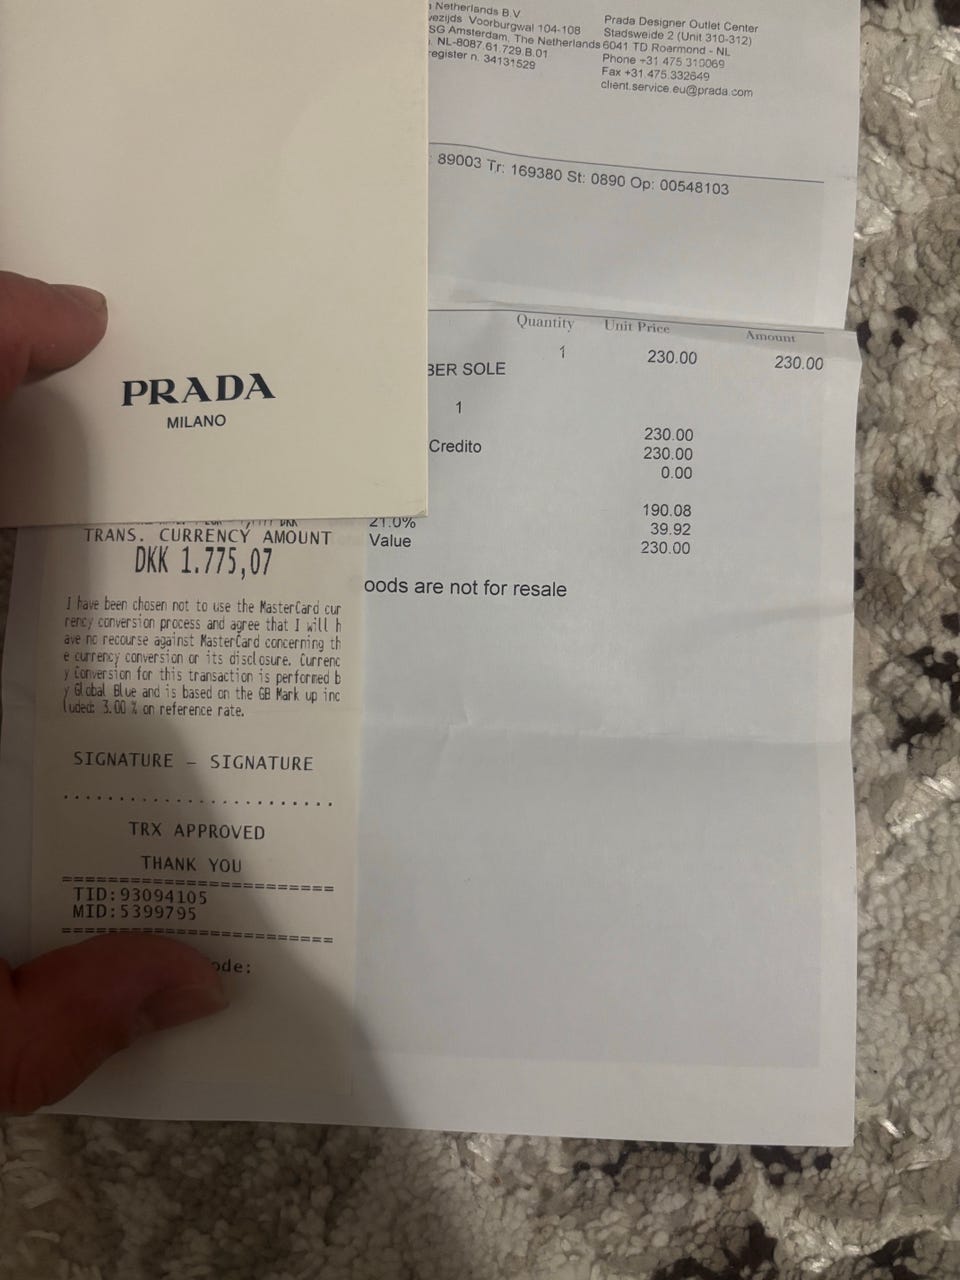 Netherlands B.V
Voorburgwal 104-108
SG Amsterdam, The Netherlands
NL-8087.61.729.B.01
register n. 34131529
Prada Designer Outlet Center
Stadsweide 2 (Unit 310-312)
6041 TD Roermond - NL
Phone +31 475 310069
Fax +31.475.332649
client.service.eu@prada.com
: 89003 Tr: 169380 St: 0890 Op: 00548103
Quantity Unit Price Amount
1 230.00 230.00
BER SOLE
1
230.00
Credito 230.00
0.00
190.08
21.0% 39.92
Value 230.00
oods are not for resale
PRADA
MILANO
TRANS. CURRENCY AMOUNT
DKK 1.775,07
I have been chosen not to use the MasterCard cur
rency conversion process and agree that I will h
ave no recourse against MasterCard concerning th
e currency conversion or its disclosure. Currenc
y Conversion for this transaction is performed b
y Global Blue and is based on the GB Mark up inc
luded: 3.00 % on reference rate.
SIGNATURE - SIGNATURE
........................
TRX APPROVED
THANK YOU
==============================
TID:93094105
MID:5399795
==============================
ode: